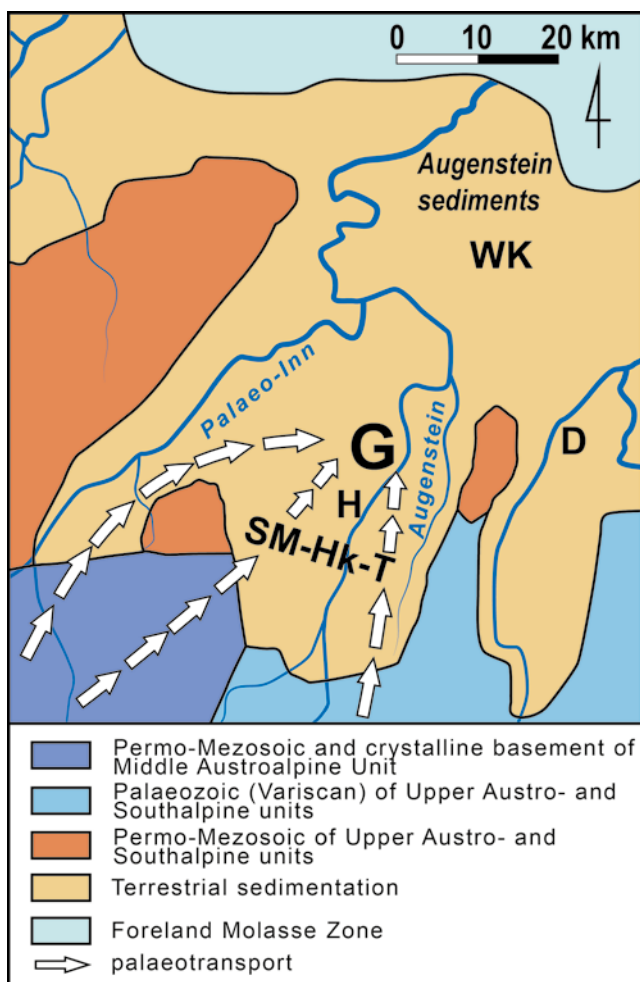 0 10 20 km
Augenstein
sediments
WK
Palaeo-Inn
Augenstein
G
D
H
SM-Hk-T
Permo-Mezosoic and crystalline basement of
Middle Austroalpine Unit
Palaeozoic (Variscan) of Upper Austro- and
Southalpine units
Permo-Mezosoic of Upper Austro- and
Southalpine units
Terrestrial sedimentation
Foreland Molasse Zone
palaeotransport